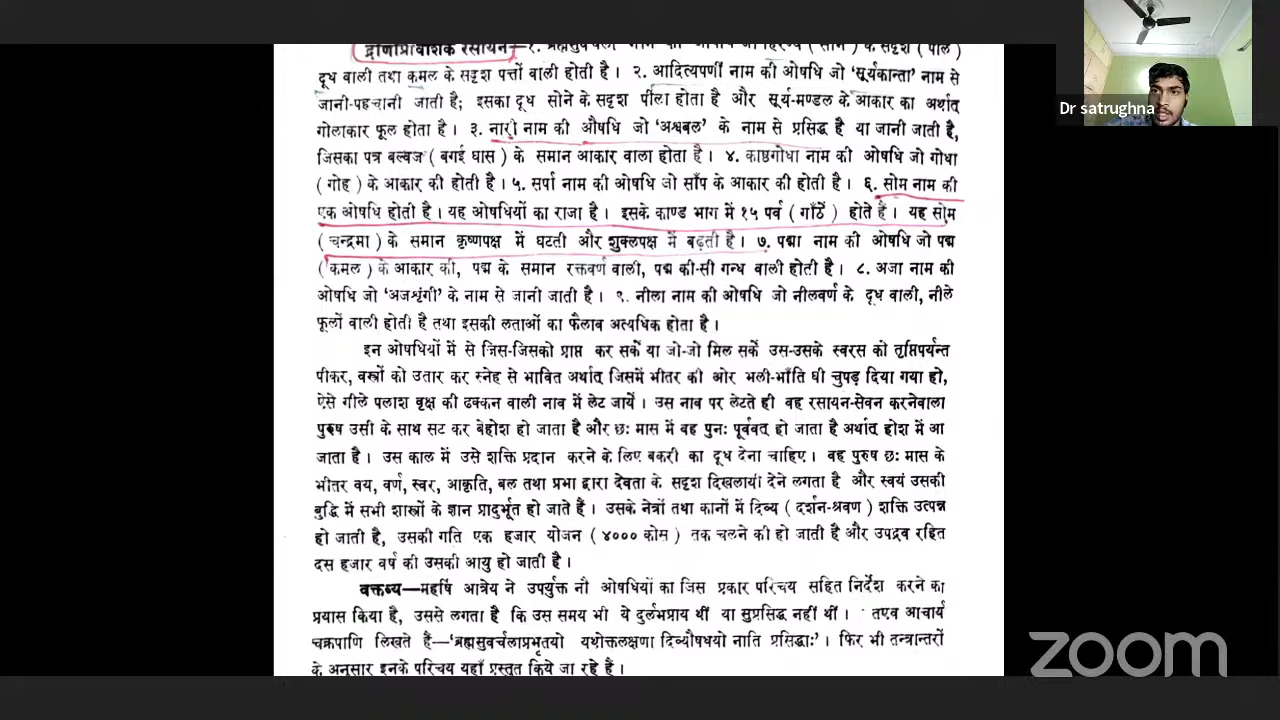 द्रोणीप्रावेशिक रसायन—१. ब्रह्मसुवर्चला नाम की ओषधि जो हिरण्य ( सोने ) के सदृश ( पीले )
दूध वाली तथा कमल के सदृश पत्तों वाली होती है । २. आदित्यपर्णी नाम की ओषधि जो 'सूर्यकान्ता' नाम से
जानी-पहचानी जाती है; इसका दूध सोने के सदृश पीला होता है और सूर्य-मण्डल के आकार का अर्थात्
गोलाकार फूल होता है । ३. नारी नाम की औषधि जो 'अश्वबल' के नाम से प्रसिद्ध है या जानी जाती है,
जिसका पत्र बल्वज ( बगई घास ) के समान आकार वाला होता है । ४. काष्ठगोधा नाम की ओषधि जो गोधा
( गोह ) के आकार की होती है । ५. सर्पा नाम की ओषधि जो साँप के आकार की होती है । ६. सोम नाम की
एक ओषधि होती है । यह ओषधियों का राजा है । इसके काण्ड भाग में १५ पर्व ( गाँठें ) होते हैं । यह सोम
( चन्द्रमा ) के समान कृष्णपक्ष में घटती और शुक्लपक्ष में बढ़ती है । ७. पद्मा नाम की ओषधि जो पद्म
( कमल ) के आकार की, पद्म के समान रक्तवर्ण वाली, पद्म की-सी गन्ध वाली होती है । ८. अजा नाम की
ओषधि जो 'अजशृंगी' के नाम से जानी जाती है । ९. नीला नाम की ओषधि जो नीलवर्ण के दूध वाली, नीले
फूलों वाली होती है तथा इसकी लताओं का फैलाव अत्यधिक होता है ।
इन ओषधियों में से जिस-जिसको प्राप्त कर सकें या जो-जो मिल सकें उस-उसके स्वरस को तृप्तिपर्यन्त
पीकर, वस्त्रों को उतार कर स्नेह से भावित अर्थात् जिसमें भीतर की ओर भली-भाँति घी चुपड़ दिया गया हो,
ऐसे गीले पलाश वृक्ष की ढक्कन वाली नाव में लेट जायें । उस नाव पर लेटते ही वह रसायन-सेवन करनेवाला
पुरुष उसी के साथ सट कर बेहोश हो जाता है और छः मास में वह पुनः पूर्ववत् हो जाता है अर्थात् होश में आ
जाता है । उस काल में उसे शक्ति प्रदान करने के लिए बकरी का दूध देना चाहिए । वह पुरुष छः मास के
भीतर वय, वर्ण, स्वर, आकृति, बल तथा प्रभा द्वारा देवता के सदृश दिखलायी देने लगता है और स्वयं उसकी
बुद्धि में सभी शास्त्रों के ज्ञान प्रादुर्भूत हो जाते हैं । उसके नेत्रों तथा कानों में दिव्य ( दर्शन-श्रवण ) शक्ति उत्पन्न
हो जाती है, उसकी गति एक हजार योजन ( ४००० कोस ) तक चलने की हो जाती है और उपद्रव रहित
दस हजार वर्ष की उसकी आयु हो जाती है ।
वक्तव्य—महर्षि आत्रेय ने उपर्युक्त नौ ओषधियों का जिस प्रकार परिचय सहित निर्देश करने का
प्रयास किया है, उससे लगता है कि उस समय भी ये दुर्लभप्राय थीं या सुप्रसिद्ध नहीं थीं । तएव आचार्य
चक्रपाणि लिखते हैं—'ब्रह्मसुवर्चलाप्रभृतयो यथोक्तलक्षणा दिव्यौषधयो नाति प्रसिद्धाः' । फिर भी तन्त्रान्तरों
के अनुसार इनके परिचय यहाँ प्रस्तुत किये जा रहे हैं ।
Dr satrughna
zoom